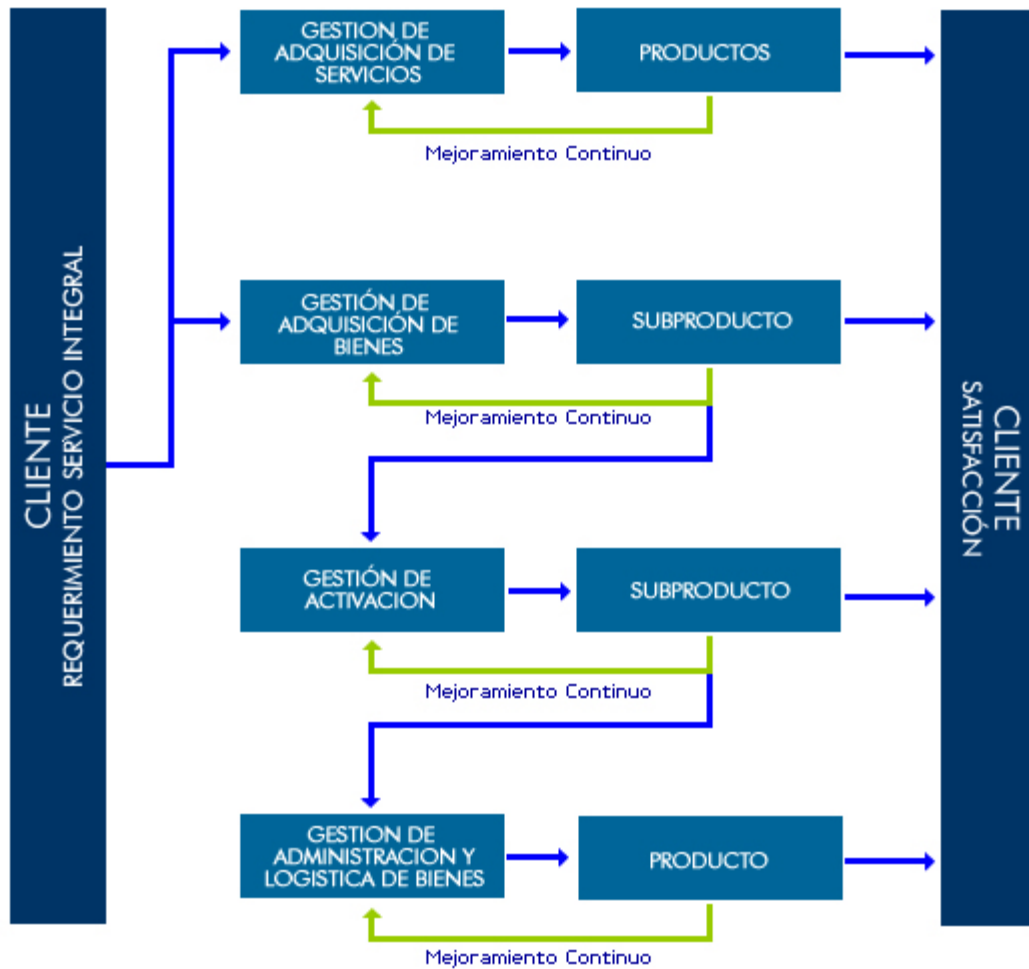 CLIENTE
REQUERIMIENTO SERVICIO INTEGRAL
GESTION DE
ADQUISICIÓN DE
SERVICIOS
PRODUCTOS
Mejoramiento Continuo
GESTIÓN DE
ADQUISICIÓN DE
BIENES
SUBPRODUCTO
Mejoramiento Continuo
GESTIÓN DE
ACTIVACION
SUBPRODUCTO
Mejoramiento Continuo
GESTION DE
ADMINISTRACION Y
LOGISTICA DE BIENES
PRODUCTO
Mejoramiento Continuo
CLIENTE
SATISFACCIÓN